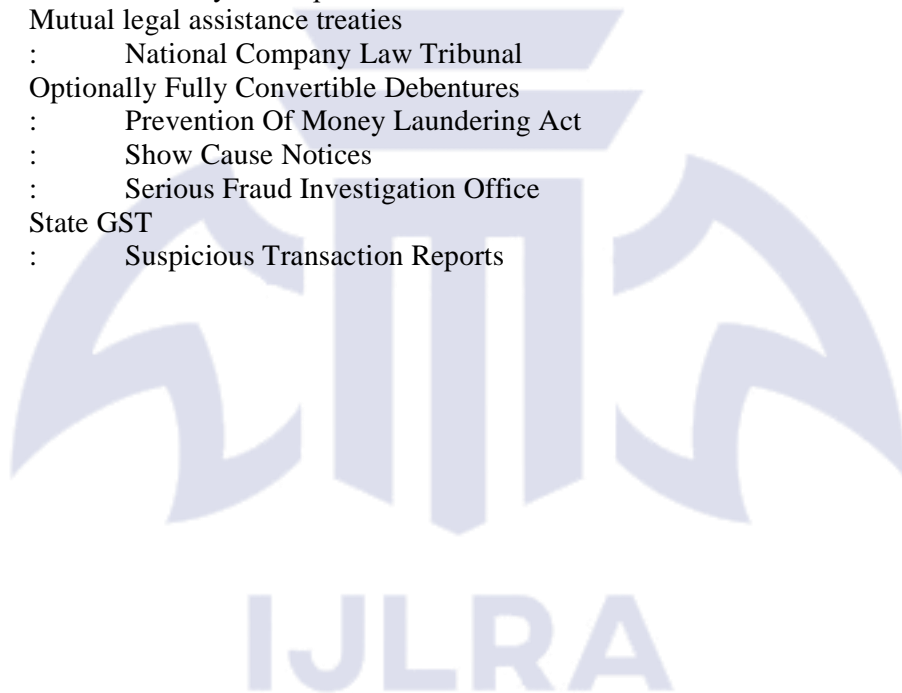 Mutual legal assistance treaties
: National Company Law Tribunal
Optionally Fully Convertible Debentures
: Prevention Of Money Laundering Act
: Show Cause Notices
: Serious Fraud Investigation Office
State GST
: Suspicious Transaction Reports
IJLRA